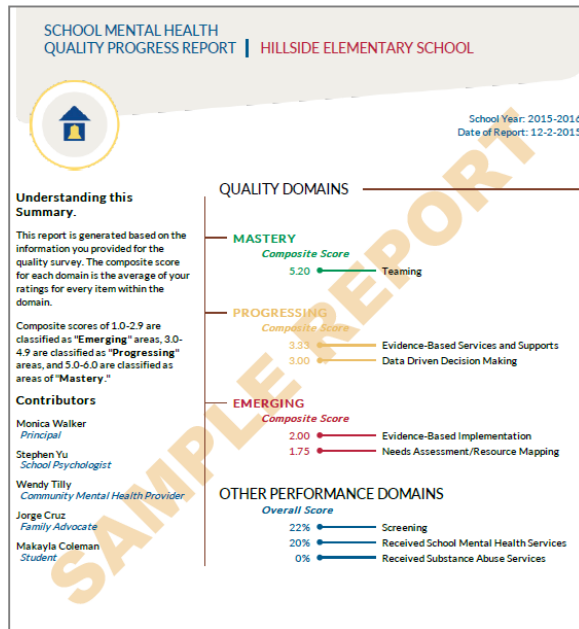 SCHOOL MENTAL HEALTH
QUALITY PROGRESS REPORT | HILLSIDE ELEMENTARY SCHOOL
School Year: 2015-2016
Date of Report: 12-2-2015
Understanding this
Summary.
This report is generated based on the
information you provided for the
quality survey. The composite score
for each domain is the average of your
ratings for every item within the
domain.
Composite scores of 1.0-2.9 are
classified as "Emerging" areas, 3.0-
4.9 are classified as "Progressing"
areas, and 5.0-6.0 are classified as
areas of "Mastery."
Contributors
Monica Walker
Principal
Stephen Yu
School Psychologist
Wendy Tilly
Community Mental Health Provider
Jorge Cruz
Family Advocate
Makayla Coleman
Student
QUALITY DOMAINS
MASTERY
Composite Score
5.20 Teaming
PROGRESSING
Composite Score
3.33 Evidence-Based Services and Supports
3.00 Data Driven Decision Making
EMERGING
Composite Score
2.00 Evidence-Based Implementation
1.75 Needs Assessment/Resource Mapping
OTHER PERFORMANCE DOMAINS
Overall Score
22% Screening
20% Received School Mental Health Services
0% Received Substance Abuse Services
SAMPLE REPORT